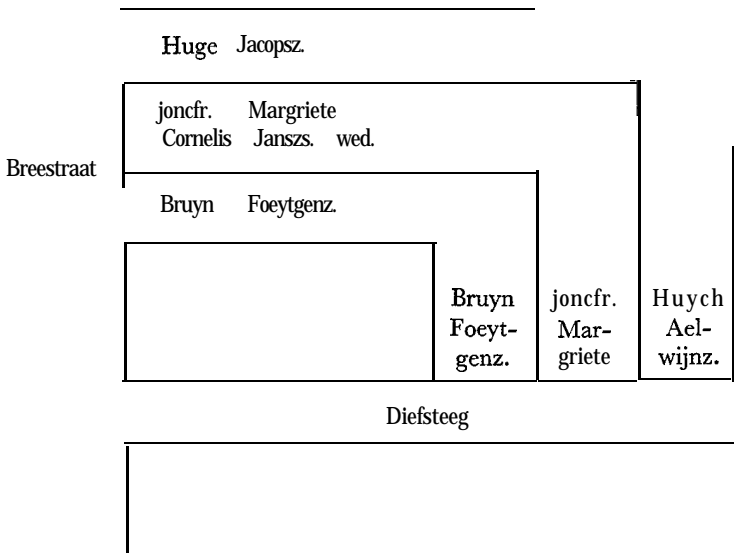 Huge Jacopsz.
joncfr. Margriete
Cornelis Janszs. wed.
Breestraat
Bruyn Foeytgenz.
Bruyn
Foeyt-
genz.
joncfr.
Mar-
griete
Huych
Ael-
wijnz.
Diefsteeg